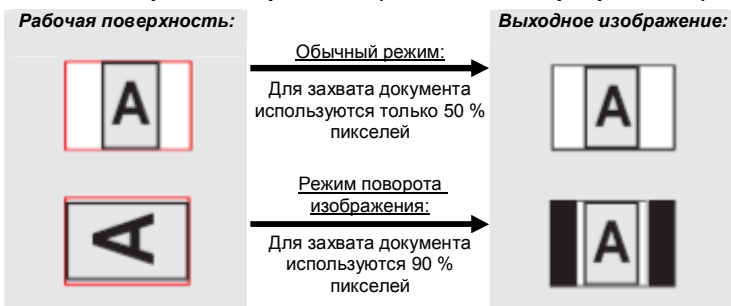 Рабочая поверхность:
Выходное изображение:
Обычный режим:
Для захвата документа
используются только 50 %
пикселей
A
A
Режим поворота
изображения:
Для захвата документа
используются 90 %
пикселей
A
A